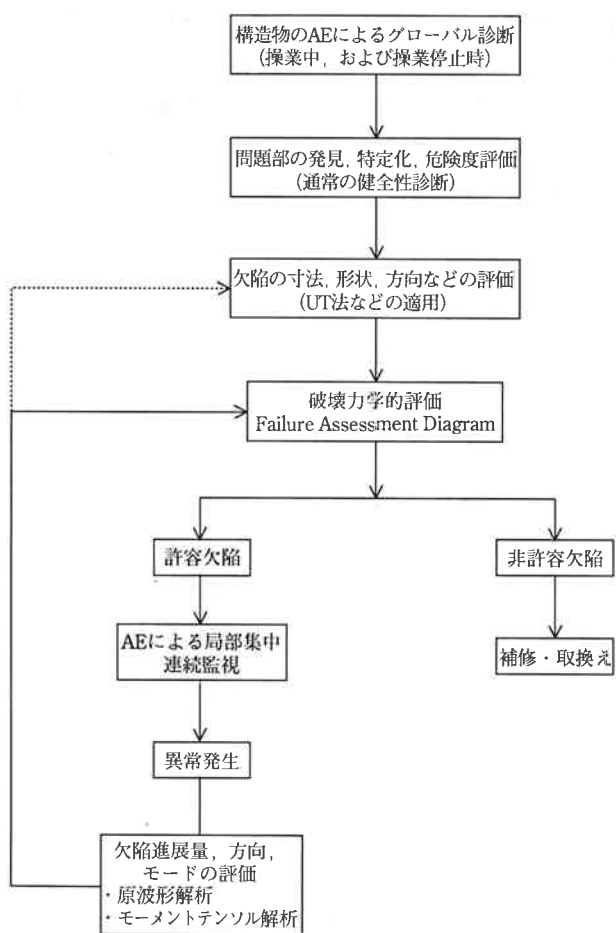 構造物のAEによるグローバル診断
(操業中, および操業停止時)
問題部の発見, 特定化, 危険度評価
(通常の健全性診断)
欠陥の寸法, 形状, 方向などの評価
(UT法などの適用)
破壊力学的評価
Failure Assessment Diagram
許容欠陥
非許容欠陥
AEによる局部集中
連続監視
補修・取換え
異常発生
欠陥進展量, 方向,
モードの評価
・原波形解析
・モーメントテンソル解析